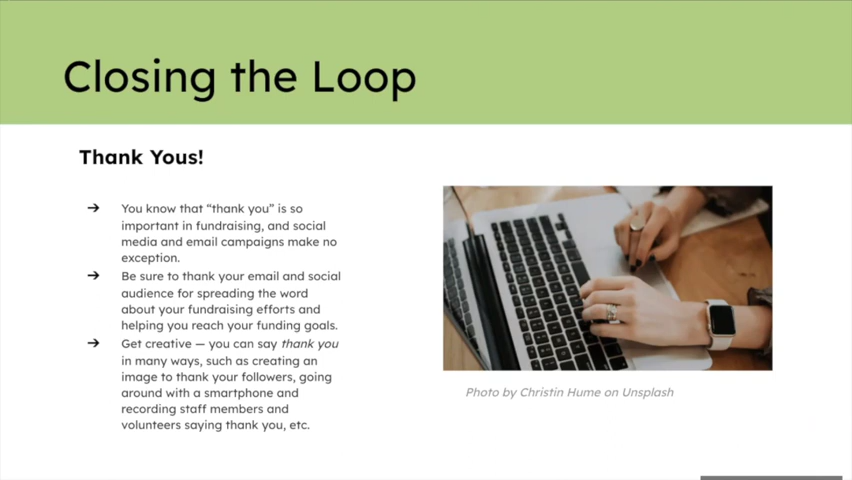 Closing the Loop
Thank Yous!
➔ You know that “thank you” is so
important in fundraising, and social
media and email campaigns make no
exception.
➔ Be sure to thank your email and social
audience for spreading the word
about your fundraising efforts and
helping you reach your funding goals.
➔ Get creative — you can say thank you
in many ways, such as creating an
image to thank your followers, going
around with a smartphone and
recording staff members and
volunteers saying thank you, etc.
Photo by Christin Hume on Unsplash